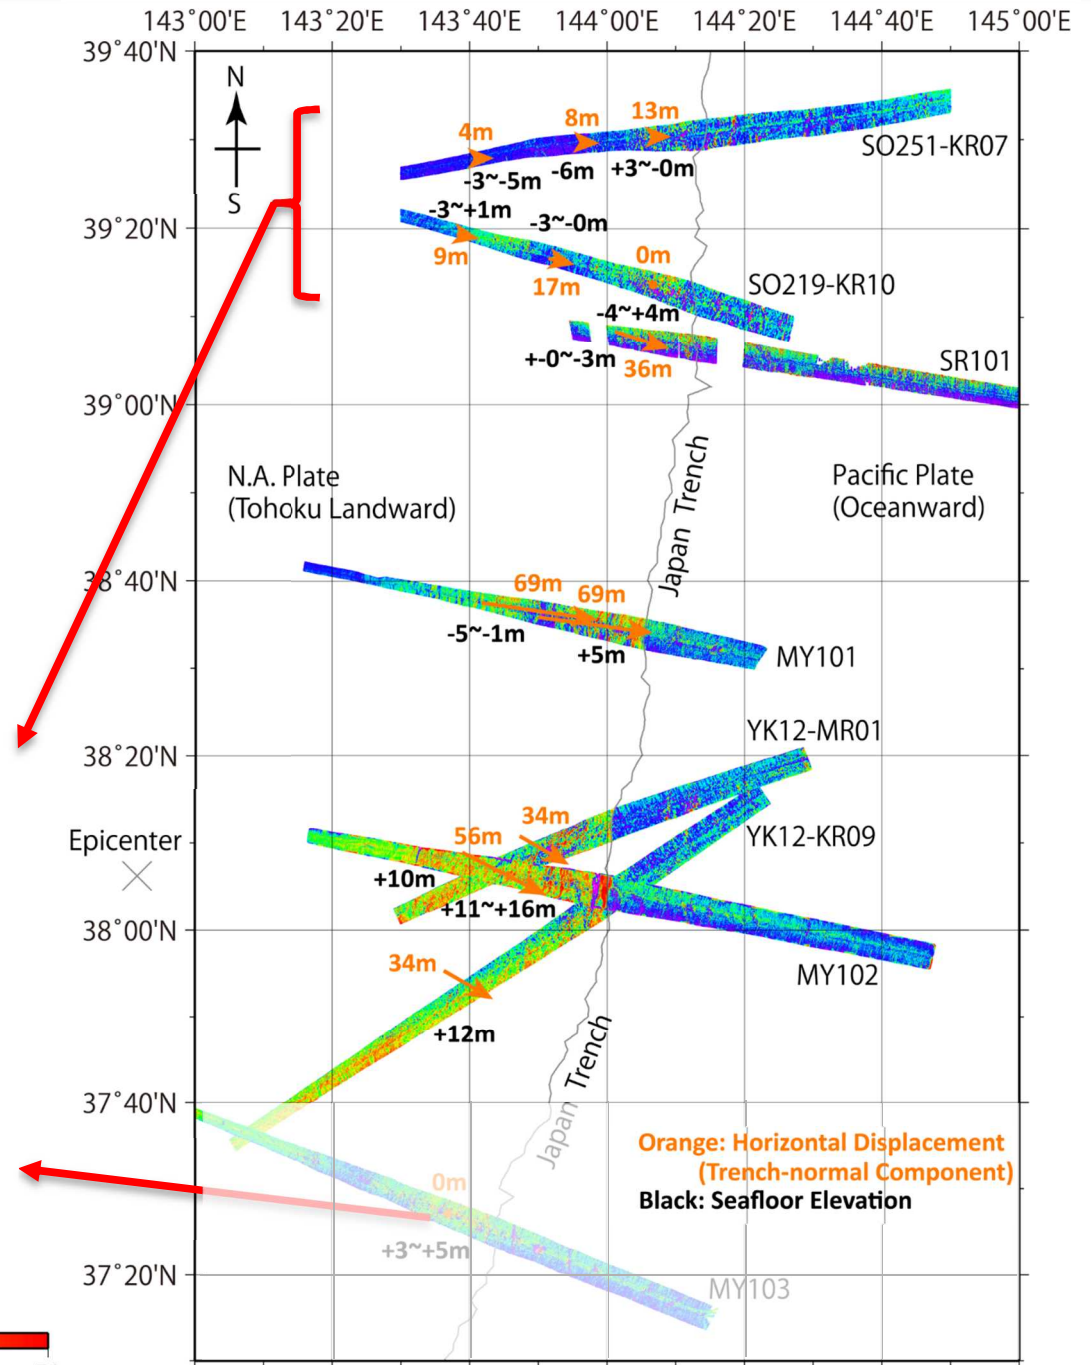 143˚00'E 143˚20'E 143˚40'E 144˚00'E 144˚20'E 144˚40'E 145˚00'E
39˚40'N
N
S
4m
8m
13m
SO251-KR07
-3~-5m
-6m
+3~-0m
-3~+1m
-3~-0m
39˚20'N
9m
17m
0m
SO219-KR10
-4~+4m
+-0~-3m
36m
SR101
39˚00'N
N.A. Plate
(Tohoku Landward)
Japan Trench
Pacific Plate
(Oceanward)
38˚40'N
69m
69m
-5~-1m
+5m
MY101
38˚20'N
YK12-MR01
34m
56m
YK12-KR09
Epicenter
+10m
+11~+16m
38˚00'N
34m
MY102
+12m
Japan Trench
37˚40'N
Japan
Orange: Horizontal Displacement
(Trench-normal Component)
Black: Seafloor Elevation
0m
+3~+5m
37˚20'N
MY103